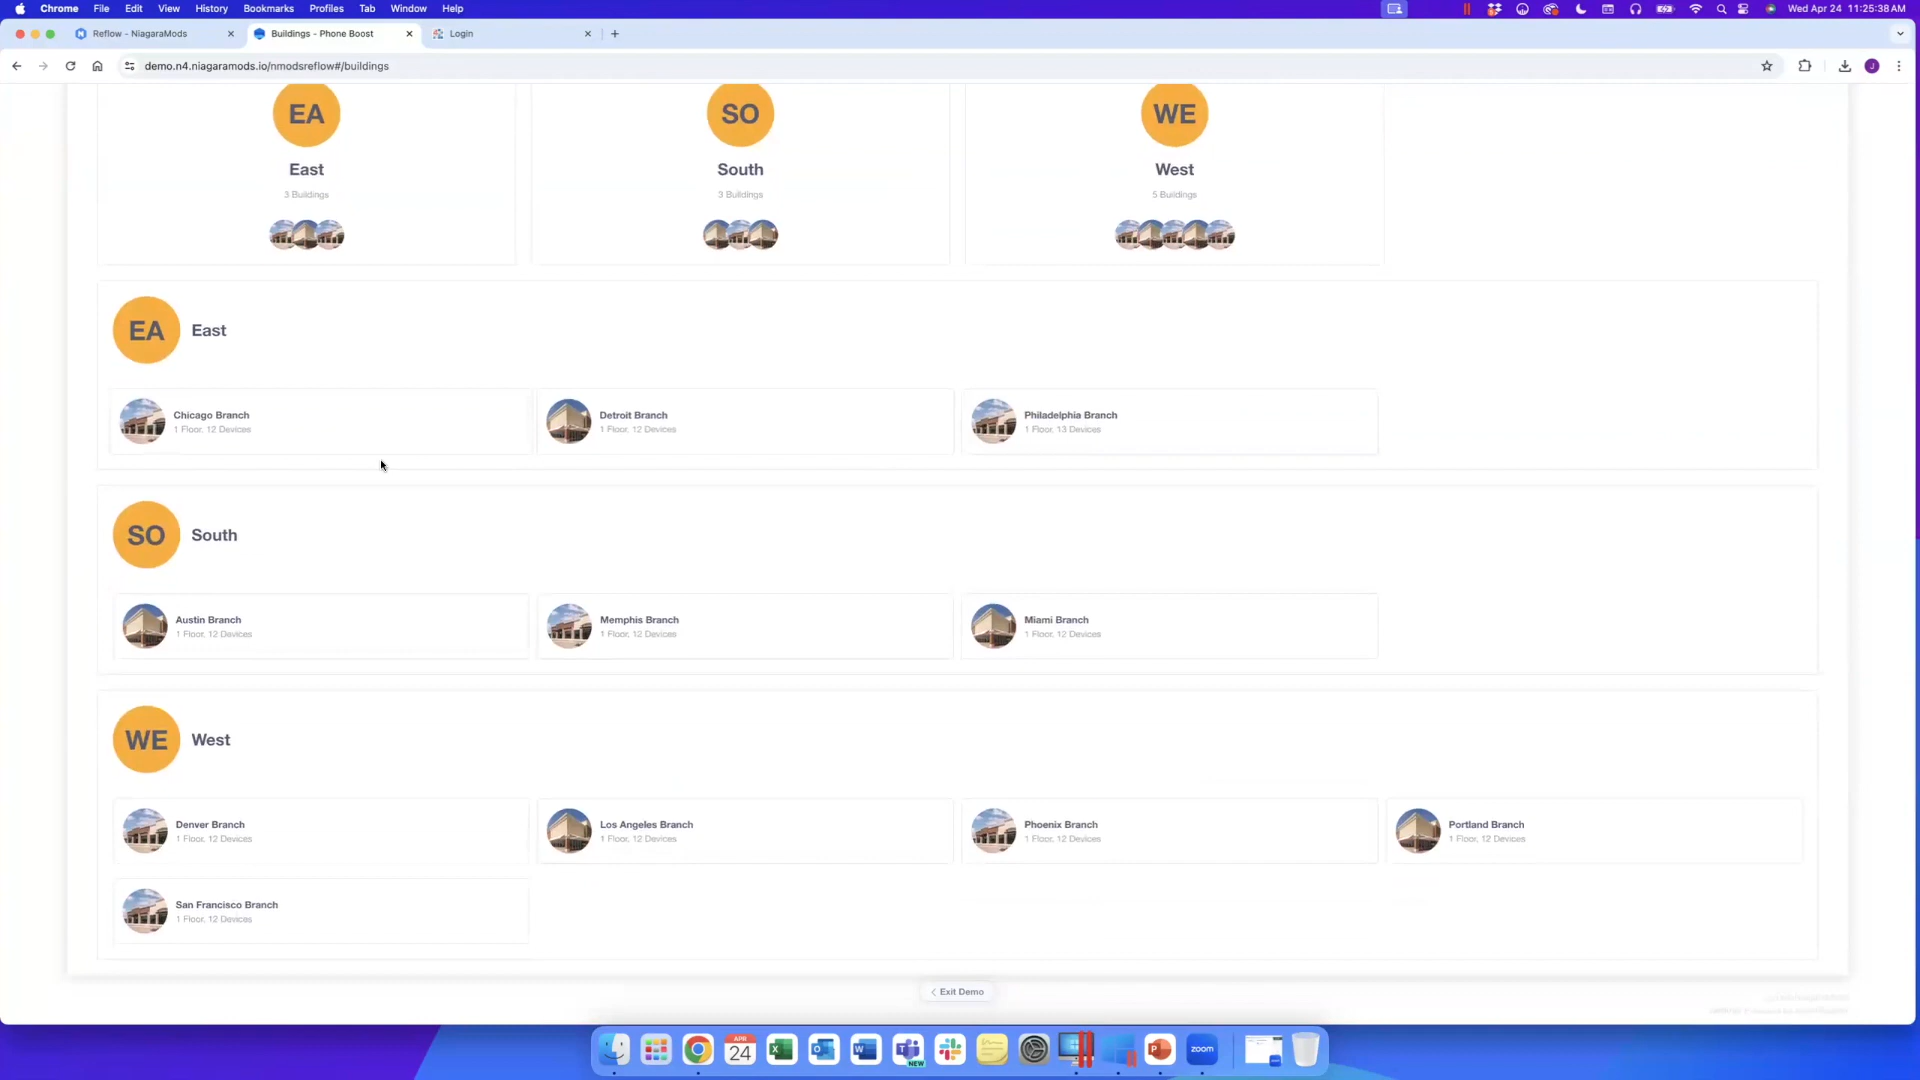 Chrome File Edit View History Bookmarks Profiles Tab Window Help Wed Apr 24 11:25:38 AM
Reflow - NiagaraMods Buildings - Phone Boost Login
demo.n4.niagaramods.io/nmodsreflow#/buildings J
EA SO WE
East South West
3 Buildings 3 Buildings 5 Buildings
EA East
Chicago Branch Detroit Branch Philadelphia Branch
1 Floor, 12 Devices 1 Floor, 12 Devices 1 Floor, 13 Devices
SO South
Austin Branch Memphis Branch Miami Branch
1 Floor, 12 Devices 1 Floor, 12 Devices 1 Floor, 12 Devices
WE West
Denver Branch Los Angeles Branch Phoenix Branch Portland Branch
1 Floor, 12 Devices 1 Floor, 12 Devices 1 Floor, 12 Devices 1 Floor, 12 Devices
San Francisco Branch
1 Floor, 12 Devices
Exit Demo
APR
24 NEW zoom